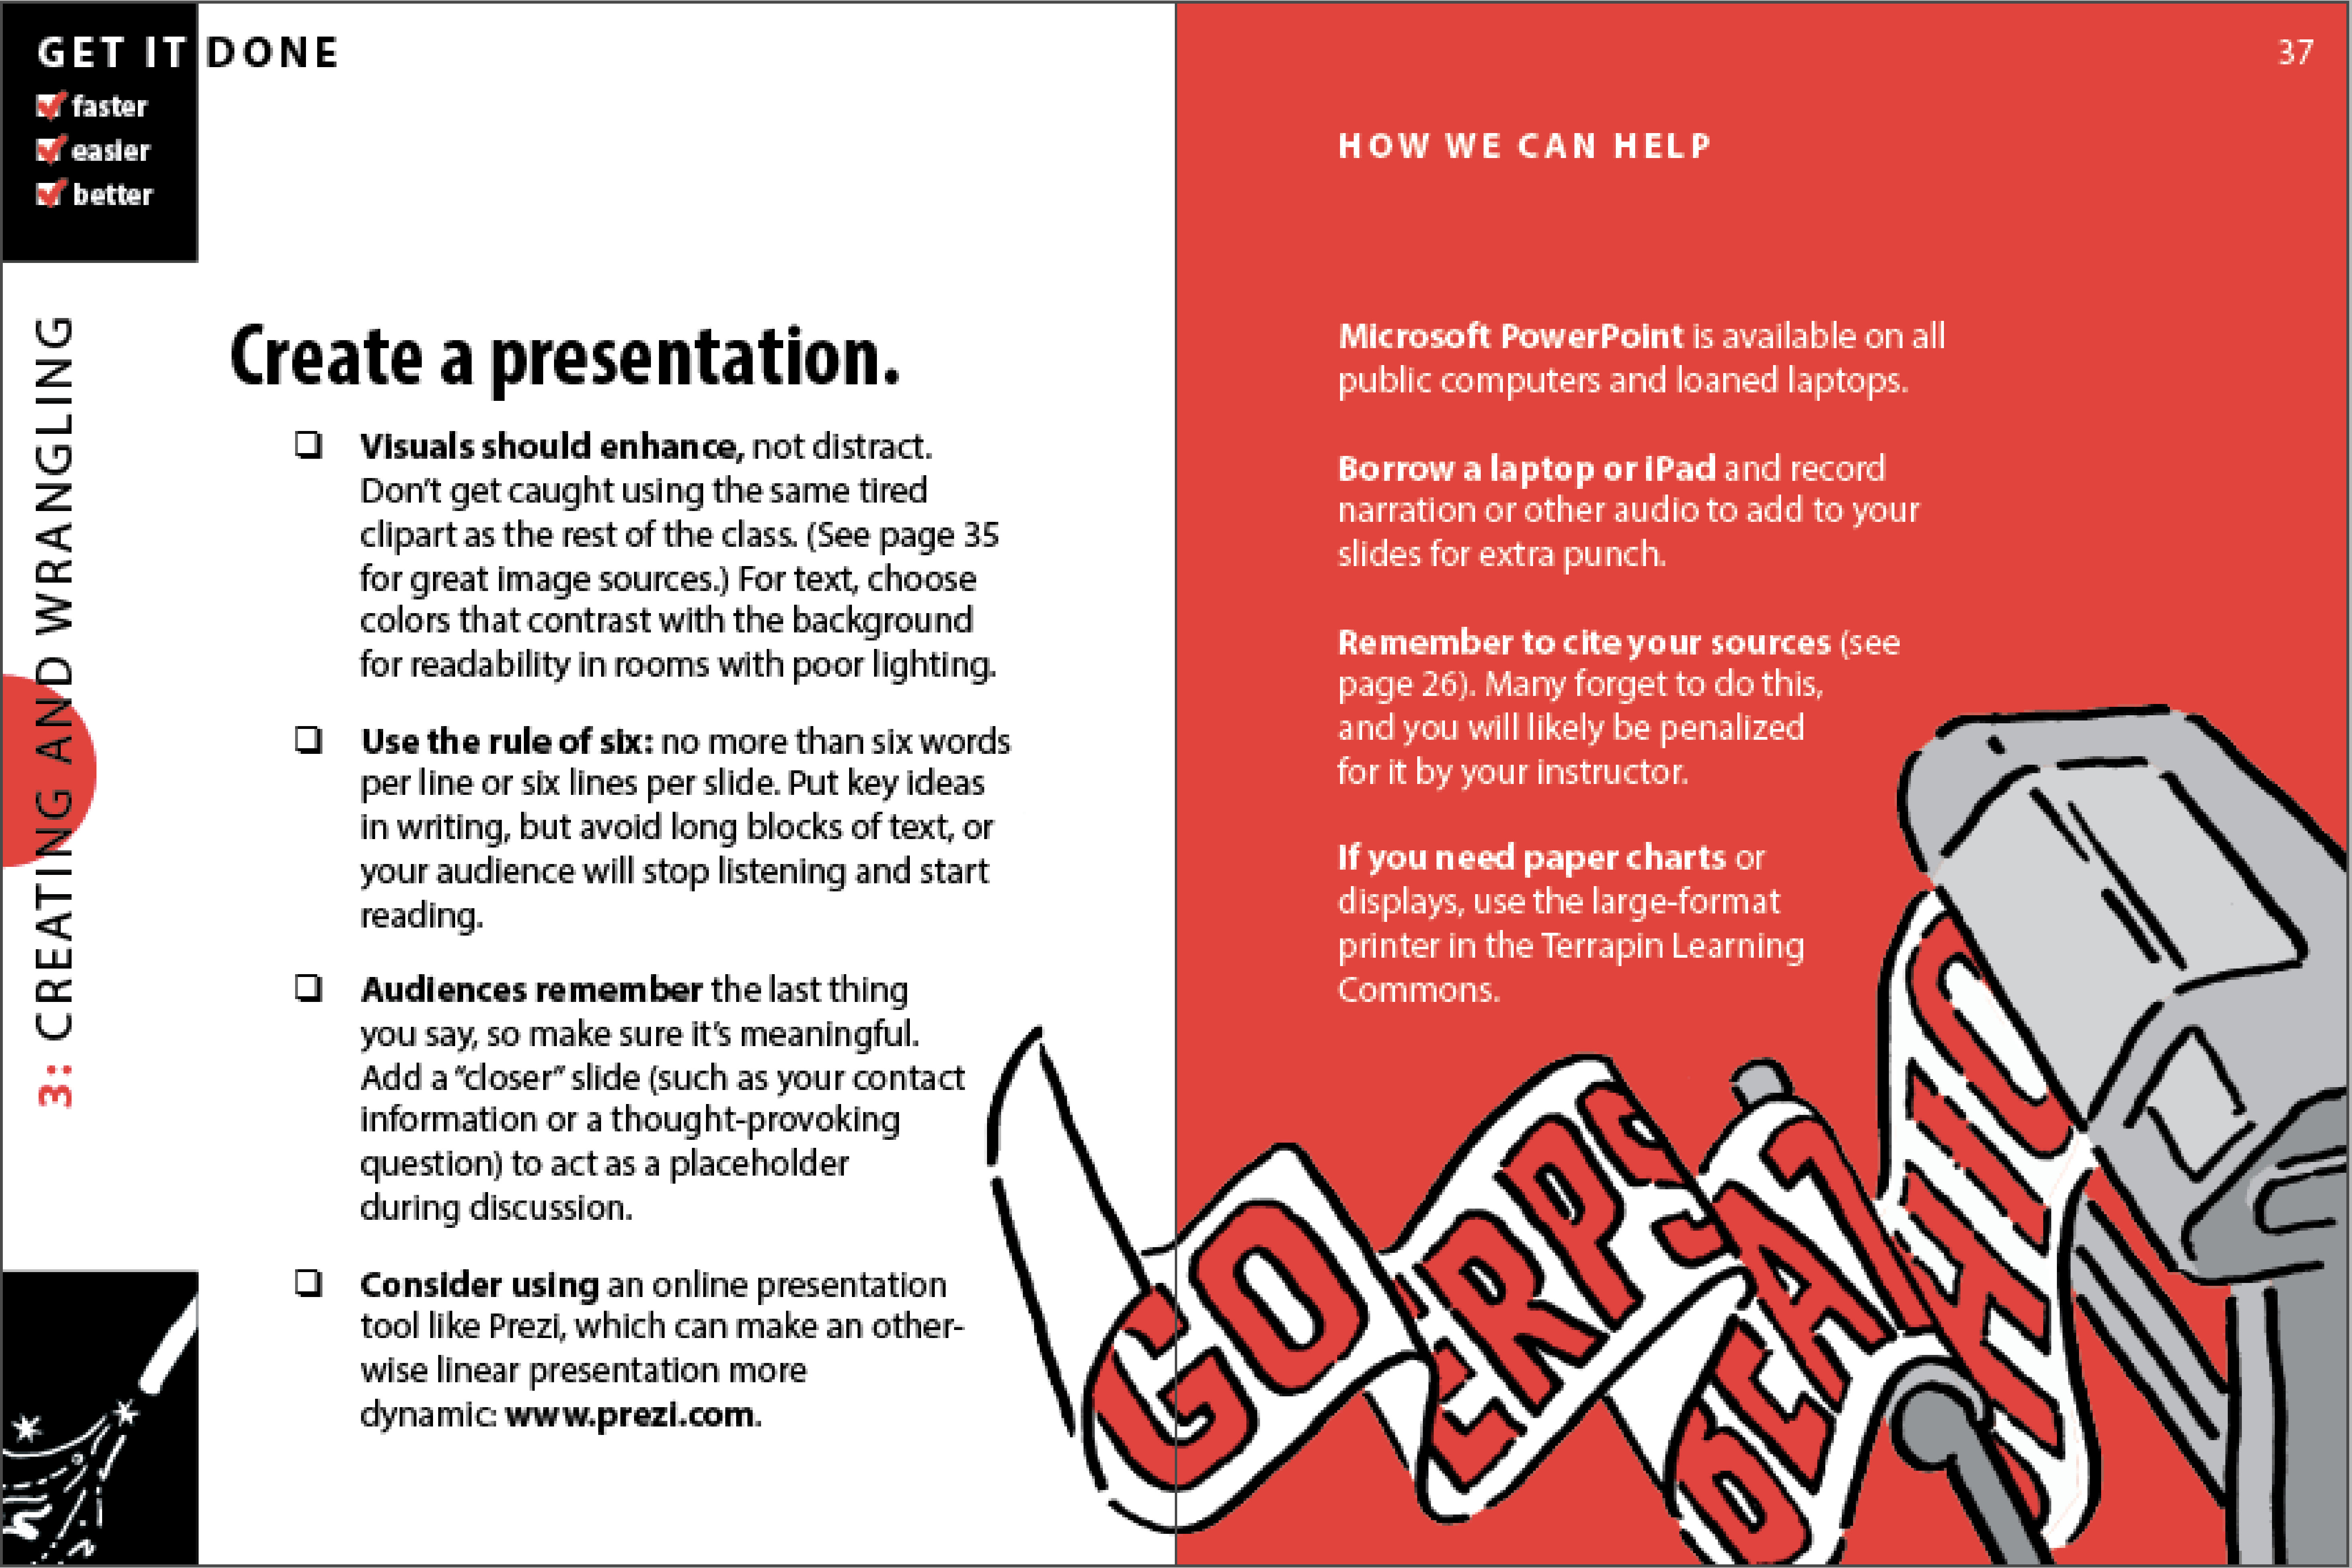 GET IT DONE
faster
easier
better
3: CREATING AND WRANGLING
Create a presentation.
❏ Visuals should enhance, not distract.
Don’t get caught using the same tired
clipart as the rest of the class. (See page 35
for great image sources.) For text, choose
colors that contrast with the background
for readability in rooms with poor lighting.
❏ Use the rule of six: no more than six words
per line or six lines per slide. Put key ideas
in writing, but avoid long blocks of text, or
your audience will stop listening and start
reading.
❏ Audiences remember the last thing
you say, so make sure it’s meaningful.
Add a “closer” slide (such as your contact
information or a thought-provoking
question) to act as a placeholder
during discussion.
❏ Consider using an online presentation
tool like Prezi, which can make an other-
wise linear presentation more
dynamic: www.prezi.com.
37
HOW WE CAN HELP
Microsoft PowerPoint is available on all
public computers and loaned laptops.
Borrow a laptop or iPad and record
narration or other audio to add to your
slides for extra punch.
Remember to cite your sources (see
page 26). Many forget to do this,
and you will likely be penalized
for it by your instructor.
If you need paper charts or
displays, use the large-format
printer in the Terrapin Learning
Commons.
GO